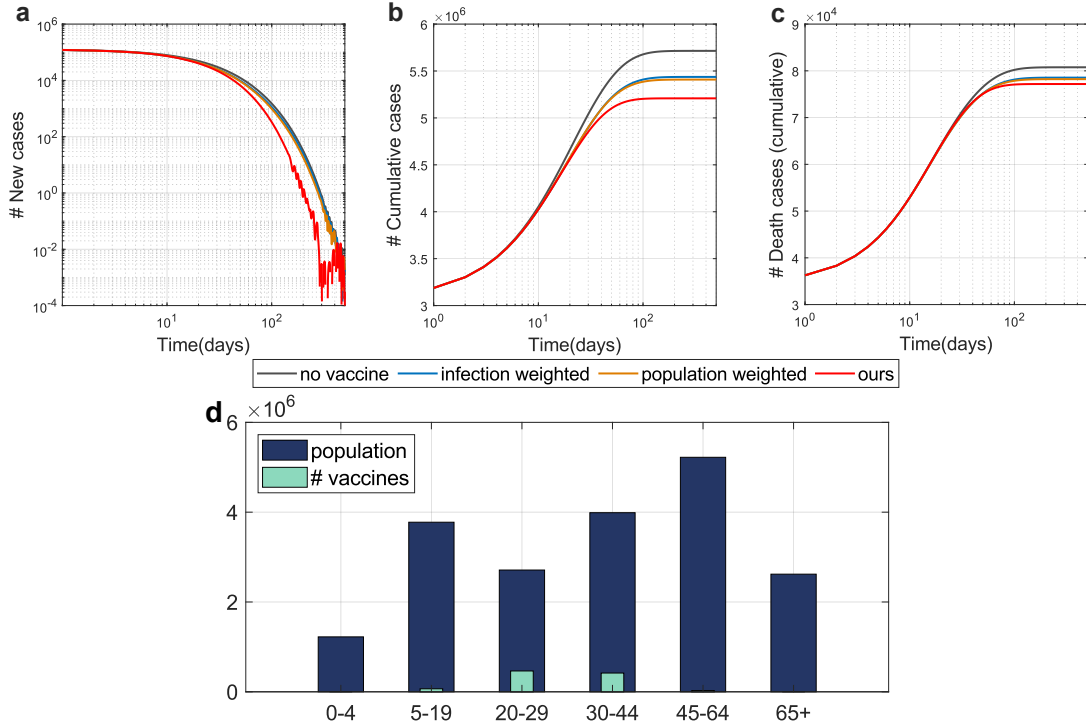 a
10^6
10^4
10^2
10^0
10^-2
10^-4
# New cases
10^1
10^2
Time(days)
b
×10^6
6
5.5
5
4.5
4
3.5
3
# Cumulative cases
10^0
10^1
10^2
Time(days)
c
×10^4
9
8
7
6
5
4
3
# Death cases (cumulative)
10^0
10^1
10^2
Time(days)
no vaccine infection weighted population weighted ours
d
×10^6
6
4
2
0
population
# vaccines
0-4 5-19 20-29 30-44 45-64 65+